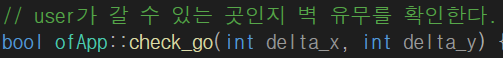 // user가 갈 수 있는 곳인지 벽 유무를 확인한다.
bool ofApp::check_go(int delta_x, int delta_y) {